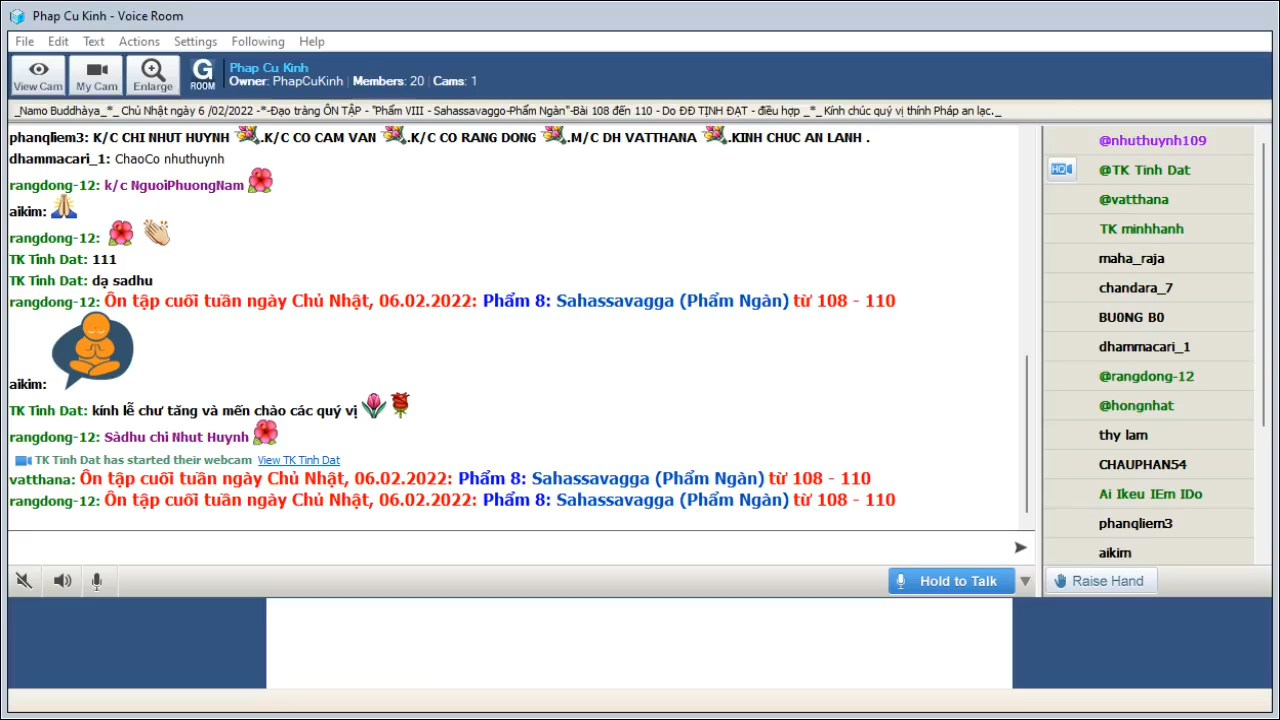 Phap Cu Kinh - Voice Room
File Edit Text Actions Settings Following Help
View Cam My Cam Enlarge G ROOM
Phap Cu Kinh
Owner: PhapCuKinh | Members: 20 | Cams: 1
_Namo Buddhàya_*_ Chủ Nhật ngày 6 /02/2022 -*-Đạo tràng ÔN TẬP - "Phẩm VIII - Sahassavaggo-Phẩm Ngàn"-Bài 108 đến 110 - Do ĐĐ TỊNH ĐẠT - điều hợp _*_ Kính chúc quý vị thính Pháp an lạc._
phanqliem3: K/C CHI NHUT HUYNH .K/C CO CAM VAN .K/C CO RANG DONG .M/C DH VATTHANA .KINH CHUC AN LANH .
dhammacari_1: ChaoCo nhuthuynh
rangdong-12: k/c NguoiPhuongNam
aikim:
rangdong-12:
TK Tinh Dat: 111
TK Tinh Dat: dạ sadhu
rangdong-12: Ôn tập cuối tuần ngày Chủ Nhật, 06.02.2022: Phẩm 8: Sahassavagga (Phẩm Ngàn) từ 108 - 110
aikim:
TK Tinh Dat: kính lễ chư tăng và mến chào các quý vị
rangdong-12: Sàdhu chi Nhut Huynh
TK Tinh Dat has started their webcam View TK Tinh Dat
vatthana: Ôn tập cuối tuần ngày Chủ Nhật, 06.02.2022: Phẩm 8: Sahassavagga (Phẩm Ngàn) từ 108 - 110
rangdong-12: Ôn tập cuối tuần ngày Chủ Nhật, 06.02.2022: Phẩm 8: Sahassavagga (Phẩm Ngàn) từ 108 - 110
Hold to Talk
@nhuthuynh109
HQ
@TK Tinh Dat
@vatthana
TK minhhanh
maha_raja
chandara_7
BU0NG B0
dhammacari_1
@rangdong-12
@hongnhat
thy lam
CHAUPHAN54
Ai Ikeu IEm IDo
phanqliem3
aikim
Raise Hand